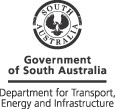 SOUTH
AUSTRALIA
Government
of South Australia
Department for Transport,
Energy and Infrastructure